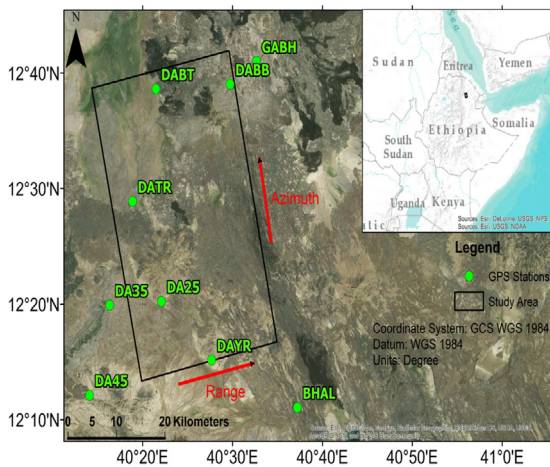 N
12°40'N
12°30'N
12°20'N
12°10'N
GABH
DABT
DABB
DATR
Azimuth
DA35
DA25
DAYR
Range
DA45
BHAL
0 5 10 20 Kilometers
40°20'E
40°30'E
40°40'E
40°50'E
41°0'E
Sea
Sudan
Eritrea
Yemen
Ethiopia
Somalia
South
Sudan
Uganda
Kenya
Sources: Esri, DeLorme, USGS, NPS
Sources: Esri, USGS, NOAA
Legend
GPS Stations
Study Area
Coordinate System: GCS WGS 1984
Datum: WGS 1984
Units: Degree